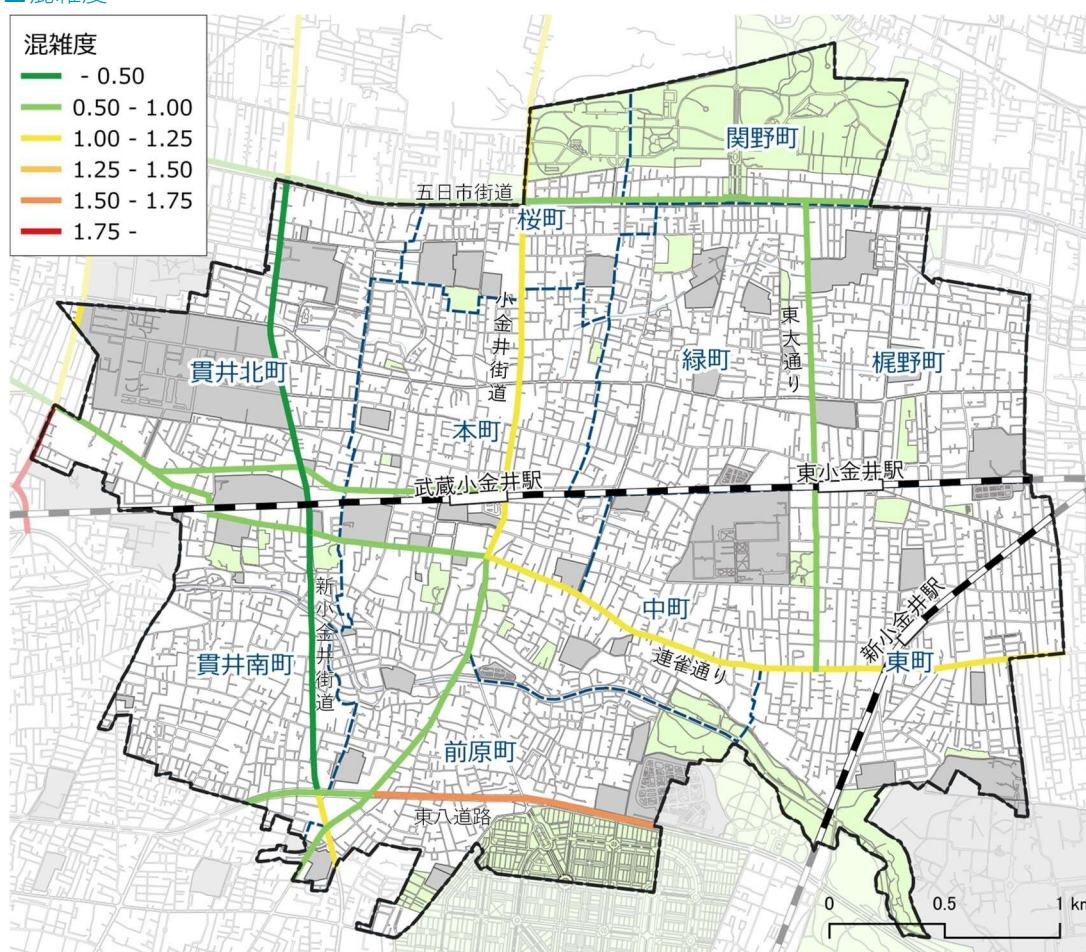 ■混雑度
混雑度
- 0.50
0.50 - 1.00
1.00 - 1.25
1.25 - 1.50
1.50 - 1.75
1.75 -
関野町
五日市街道
桜町
小金井街道
東大通り
緑町
梶野町
貫井北町
本町
武蔵小金井駅
東小金井駅
新小金井街道
中町
新小金井駅
貫井南町
連雀通り
東町
前原町
東八道路
0 0.5 1 km